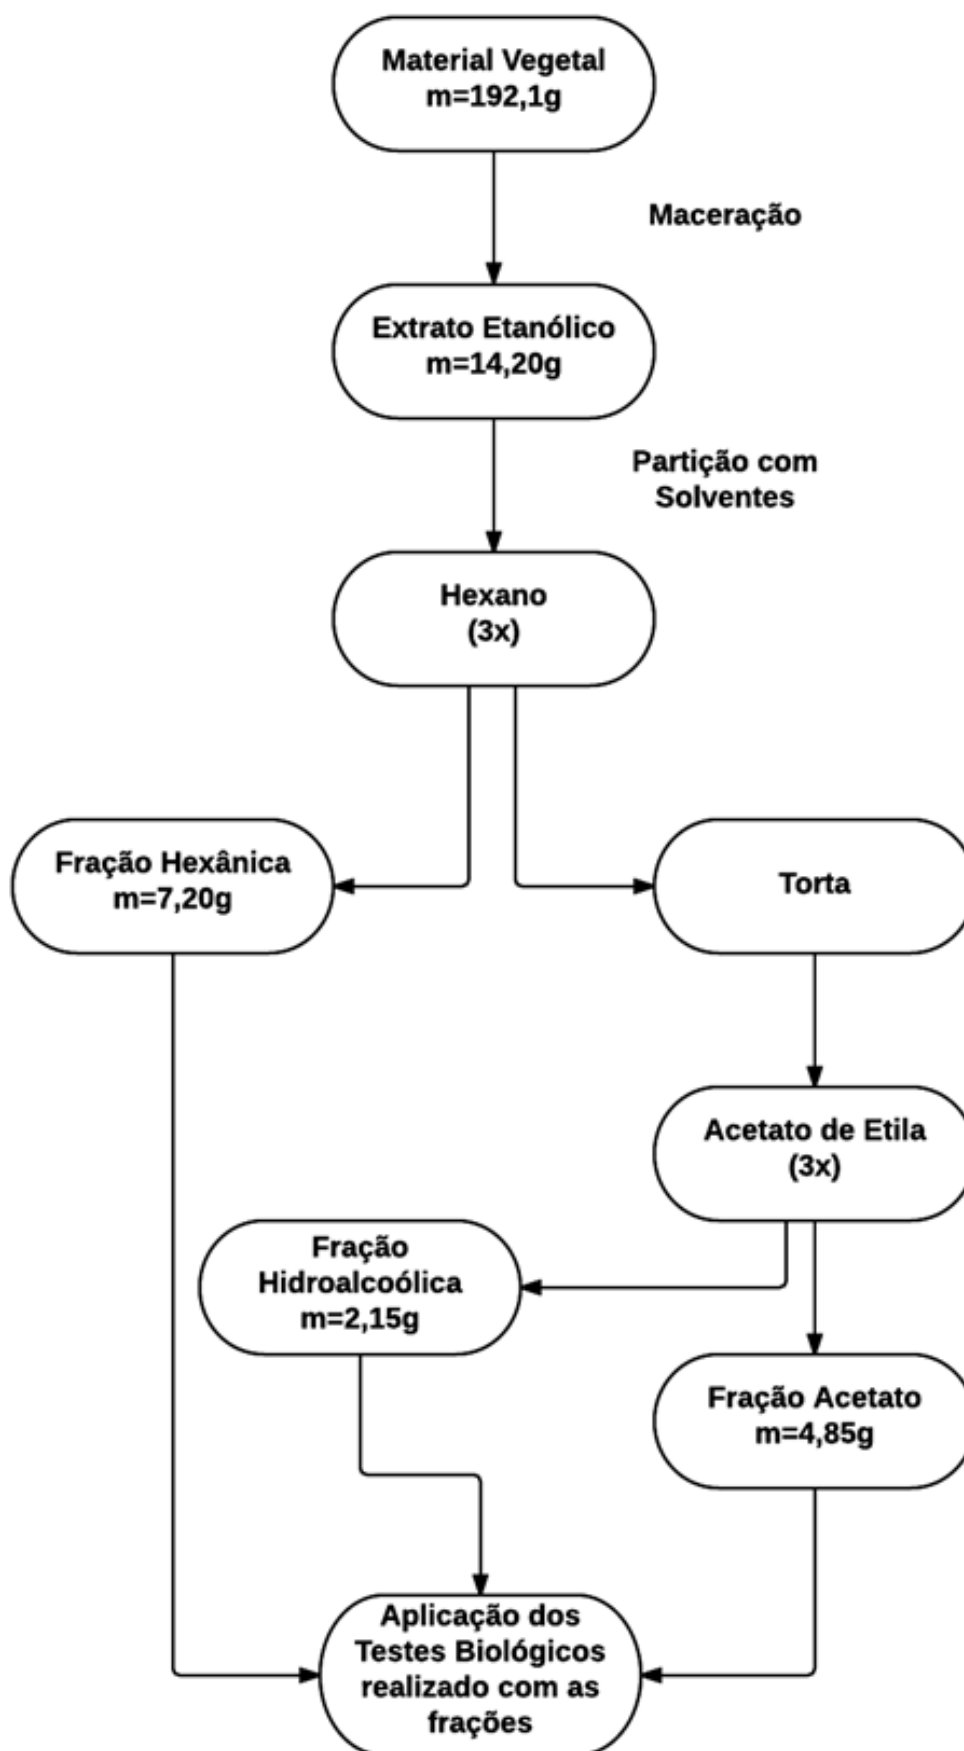 Material Vegetal
m=192,1g
Maceração
Extrato Etanólico
m=14,20g
Partição com
Solventes
Hexano
(3x)
Fração Hexânica
m=7,20g
Torta
Acetato de Etila
(3x)
Fração
Hidroalcoólica
m=2,15g
Fração Acetato
m=4,85g
Aplicação dos
Testes Biológicos
realizado com as
frações